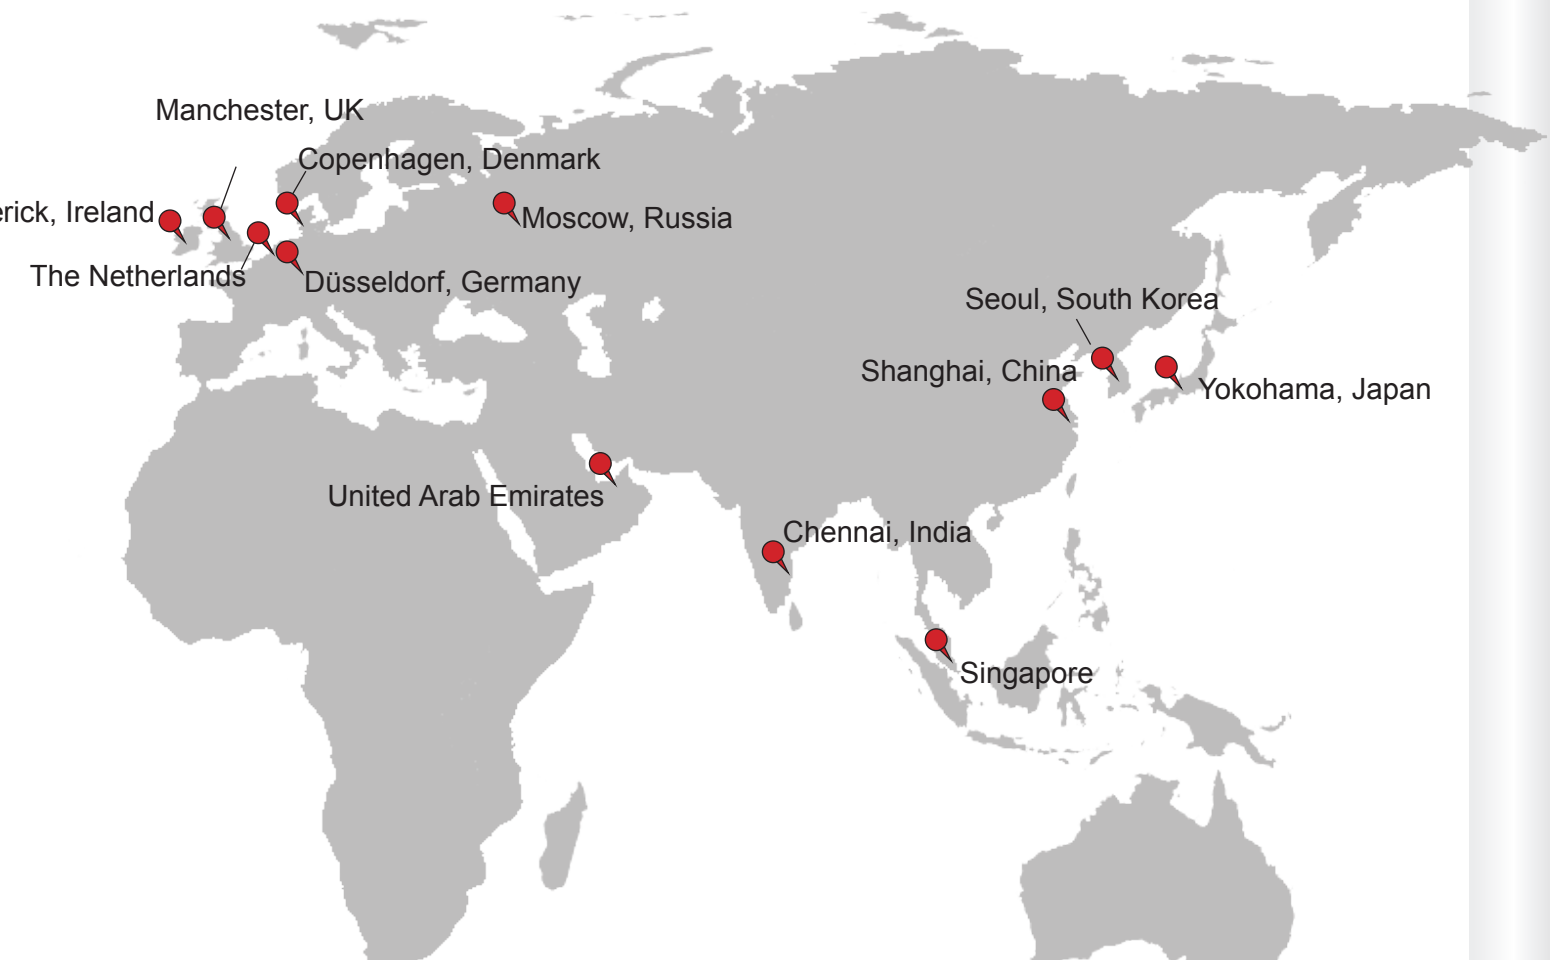 Manchester, UK
Copenhagen, Denmark
erick, Ireland
Moscow, Russia
The Netherlands
Düsseldorf, Germany
Seoul, South Korea
Shanghai, China
Yokohama, Japan
United Arab Emirates
Chennai, India
Singapore